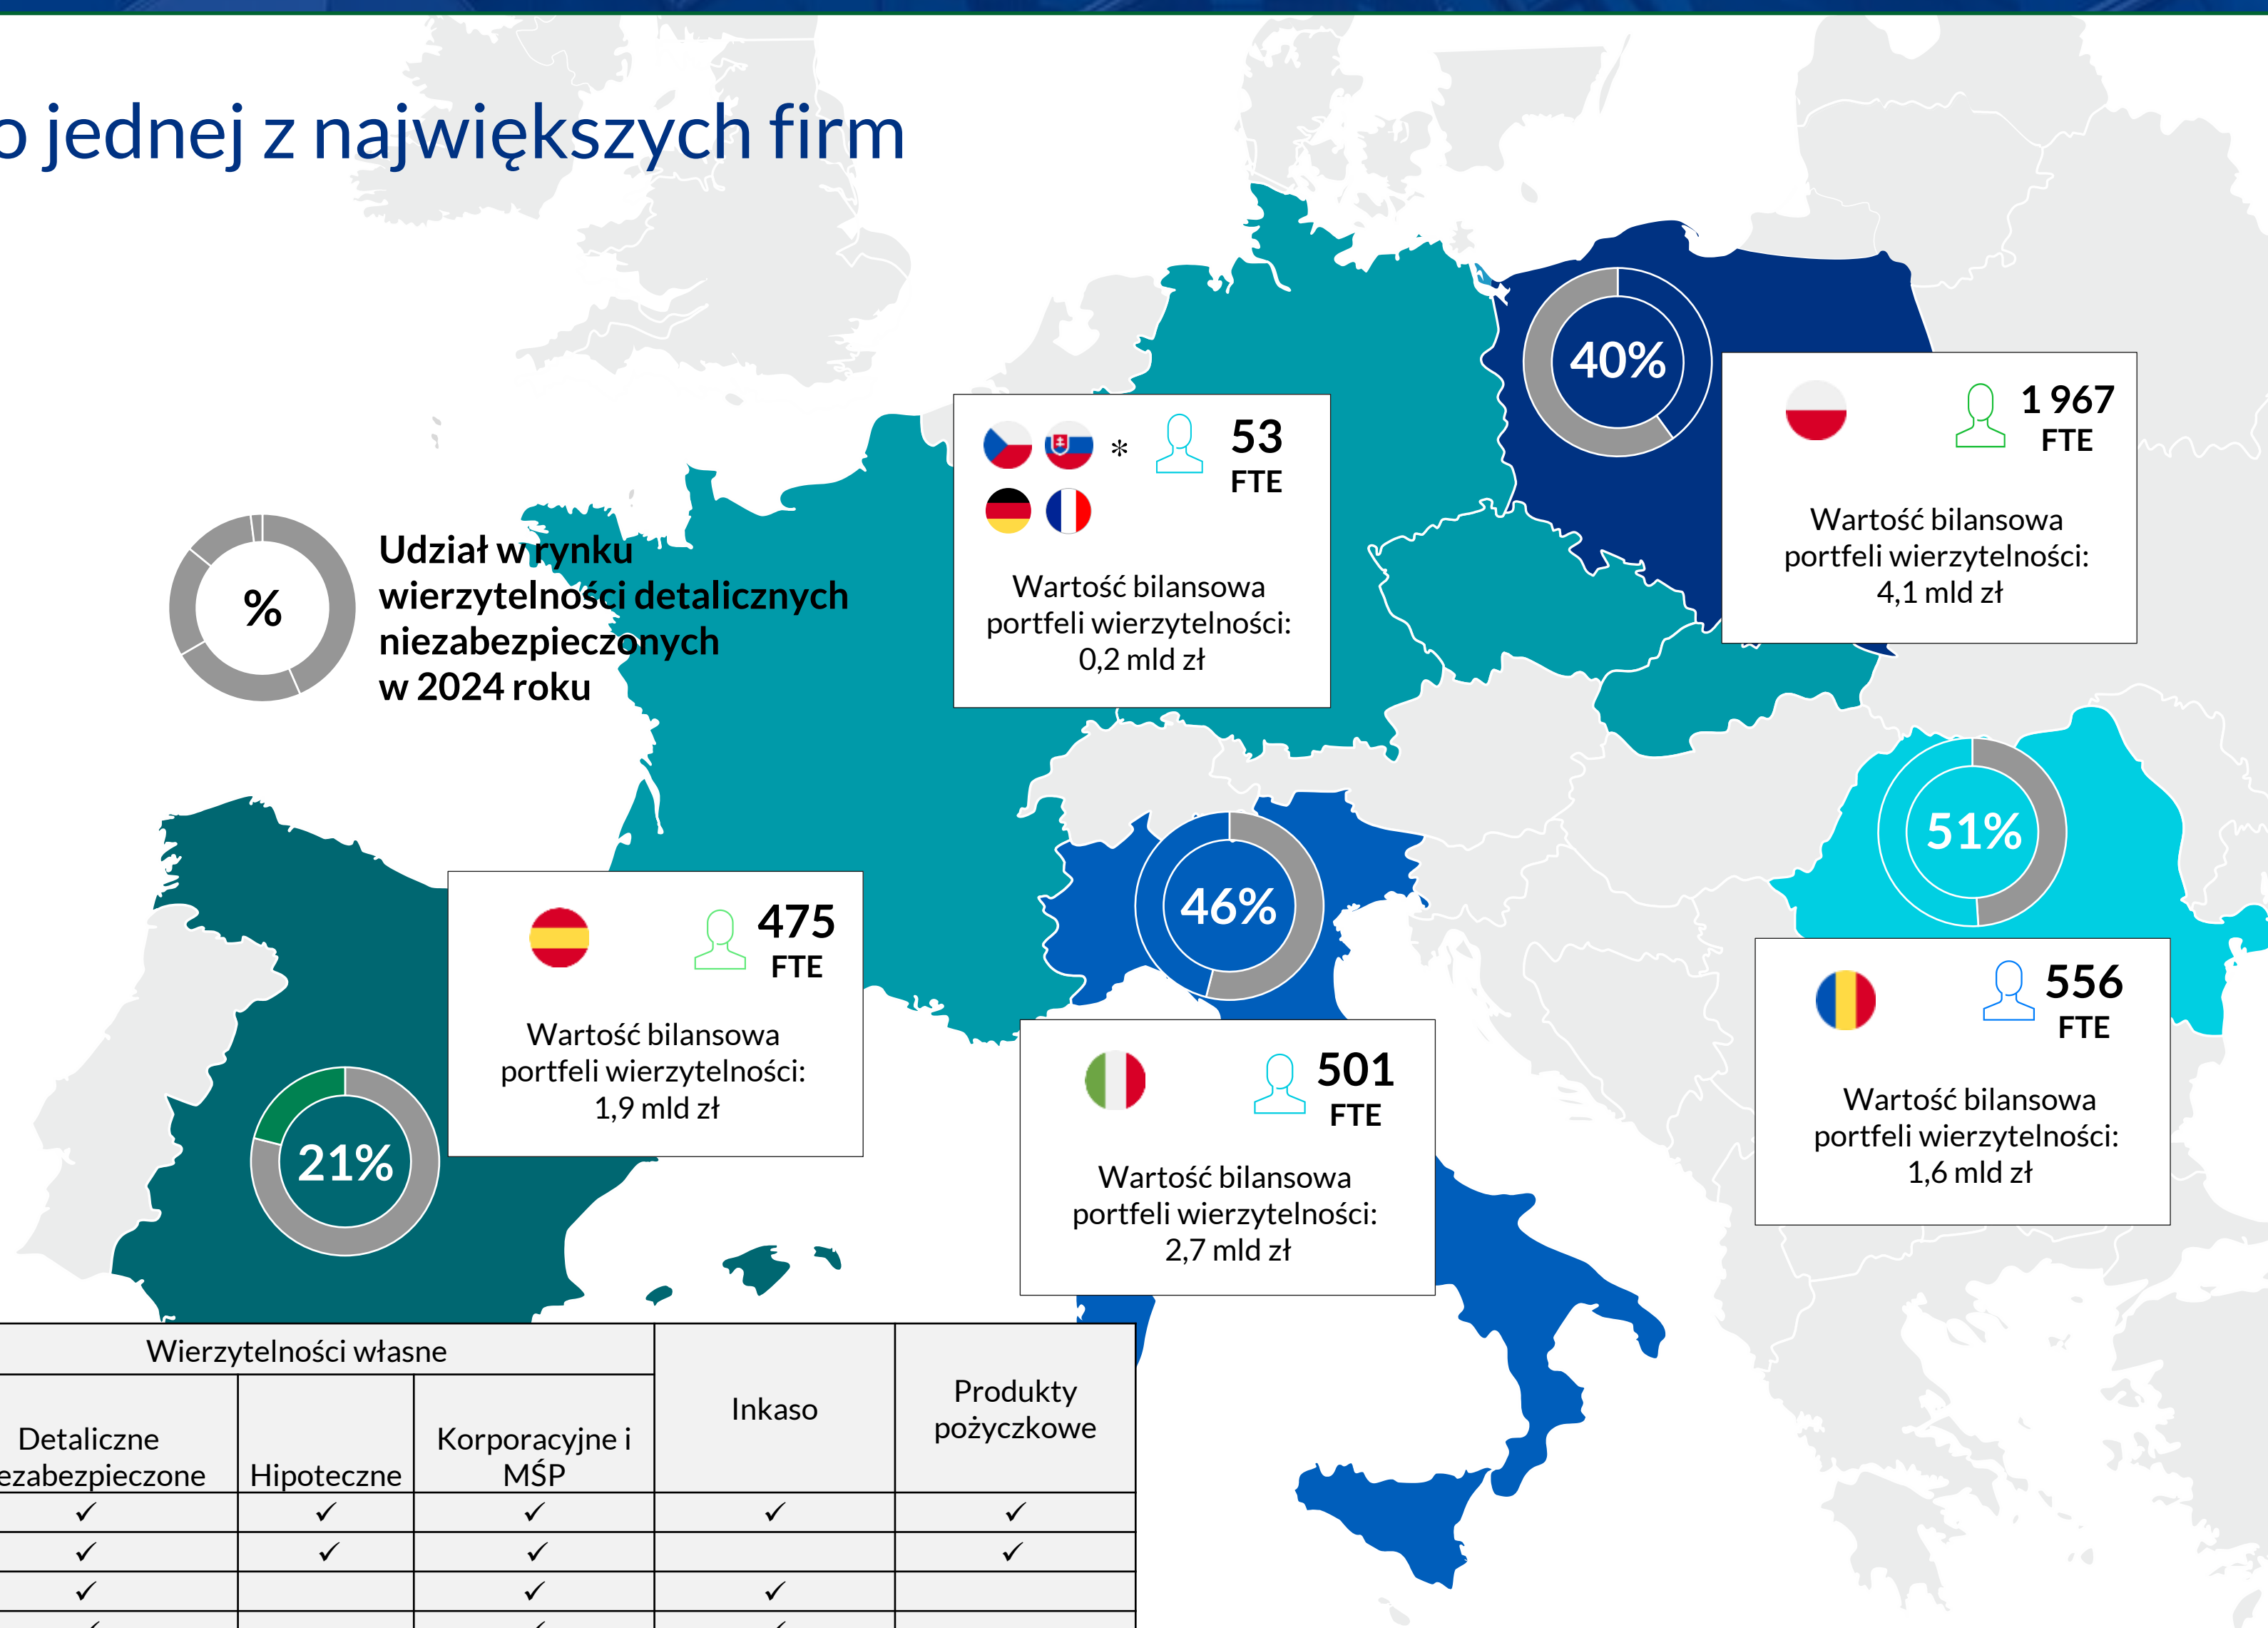 o jednej z największych firm
40%
1 967
FTE
Wartość bilansowa
portfeli wierzytelności:
4,1 mld zł
*
53
FTE
Wartość bilansowa
portfeli wierzytelności:
0,2 mld zł
%
Udział w rynku
wierzytelności detalicznych
niezabezpieczonych
w 2024 roku
51%
46%
475
FTE
Wartość bilansowa
portfeli wierzytelności:
1,9 mld zł
556
FTE
Wartość bilansowa
portfeli wierzytelności:
1,6 mld zł
501
FTE
Wartość bilansowa
portfeli wierzytelności:
2,7 mld zł
21%
Wierzytelności własne
Inkaso
Produkty
pożyczkowe
Detaliczne
ezabezpieczone
Hipoteczne
Korporacyjne i
MŚP
✓ ✓ ✓ ✓ ✓
✓ ✓ ✓ ✓
✓ ✓ ✓
✓ ✓ ✓